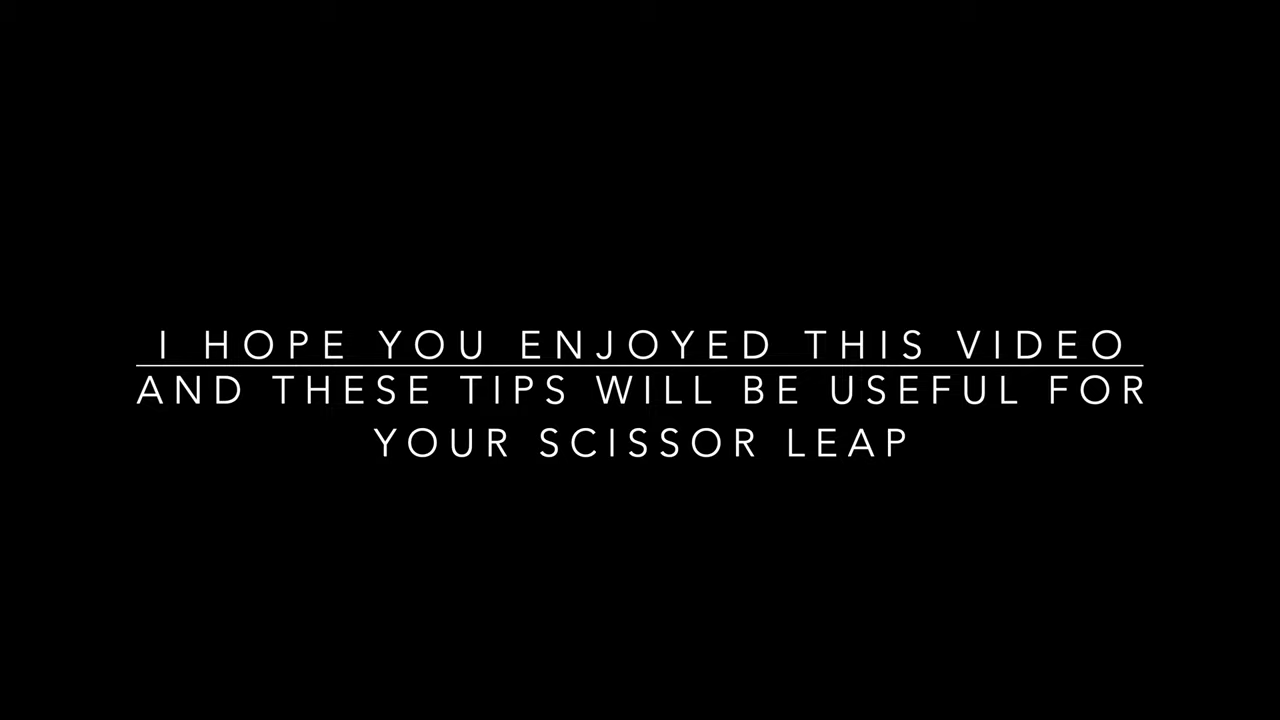 I HOPE YOU ENJOYED THIS VIDEO
AND THESE TIPS WILL BE USEFUL FOR
YOUR SCISSOR LEAP